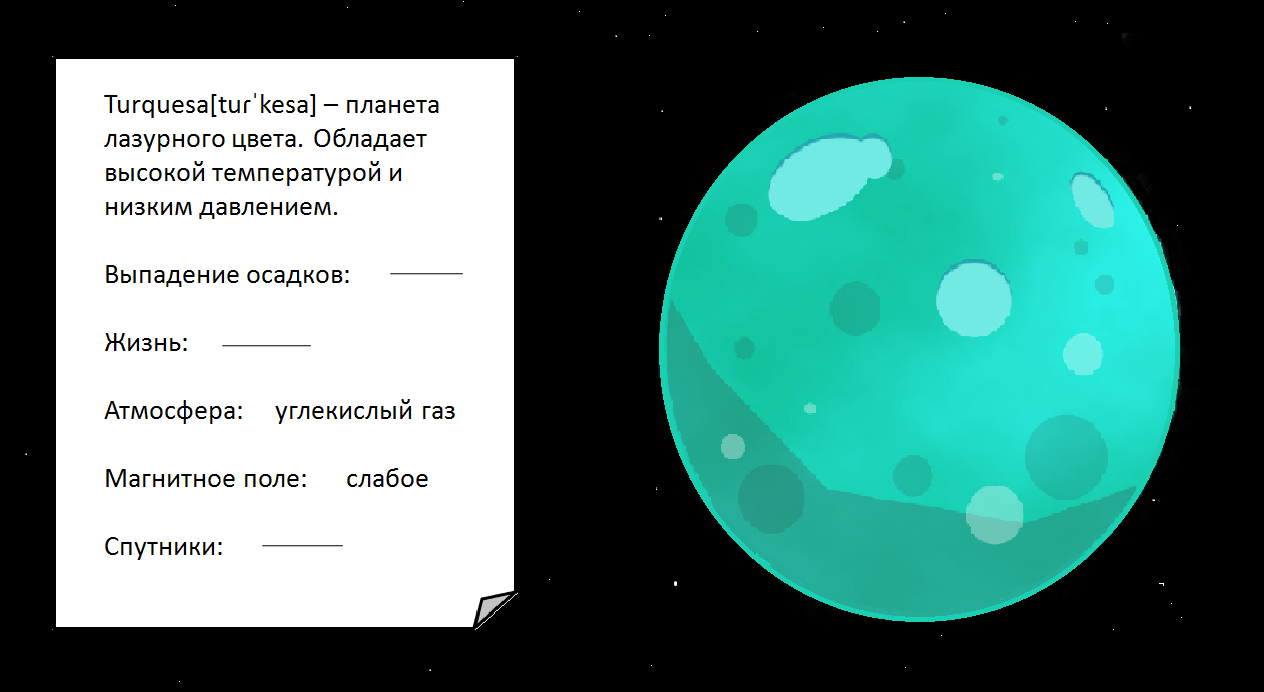 Turquesa[turˈkesa] – планета
лазурного цвета. Обладает
высокой температурой и
низким давлением.
Выпадение осадков:
Жизнь:
Атмосфера: углекислый газ
Магнитное поле: слабое
Спутники: